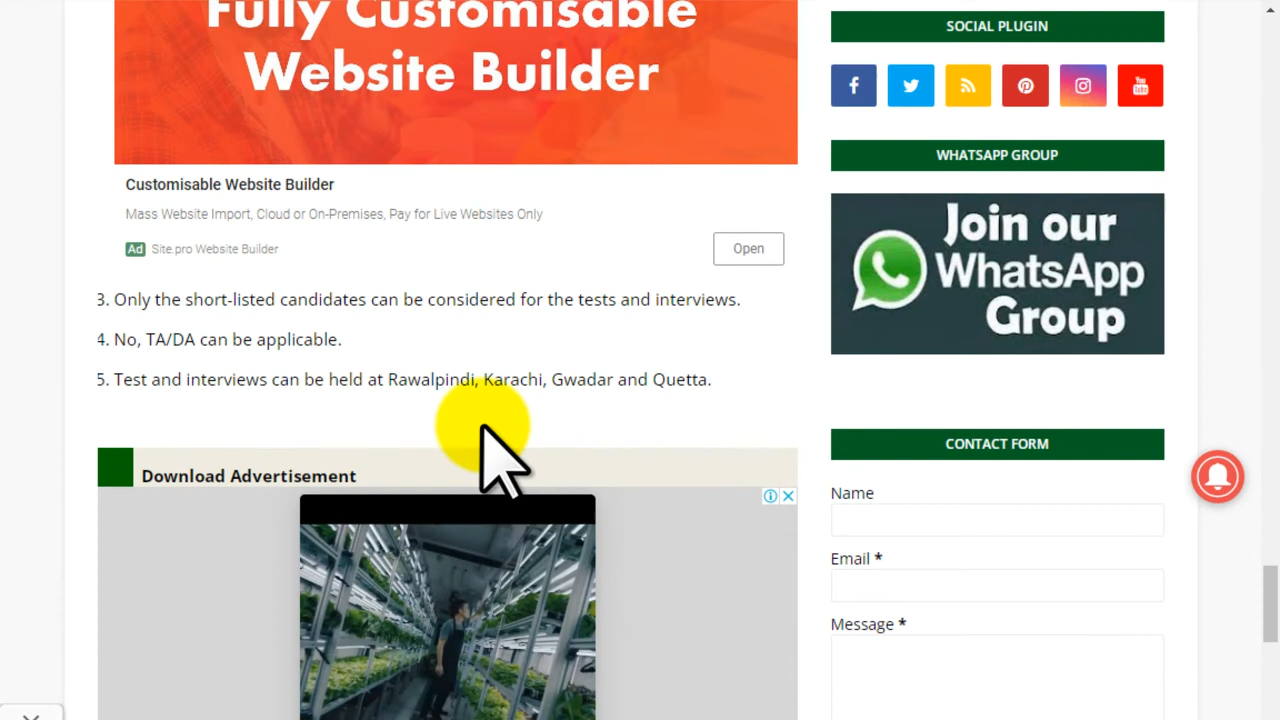 Fully Customisable
Website Builder
Customisable Website Builder
Mass Website Import, Cloud or On-Premises, Pay for Live Websites Only
Ad Site.pro Website Builder
Open
3. Only the short-listed candidates can be considered for the tests and interviews.
4. No, TA/DA can be applicable.
5. Test and interviews can be held at Rawalpindi, Karachi, Gwadar and Quetta.
Download Advertisement
SOCIAL PLUGIN
You
Tube
WHATSAPP GROUP
Join our
WhatsApp
Group
CONTACT FORM
Name
Email *
Message *